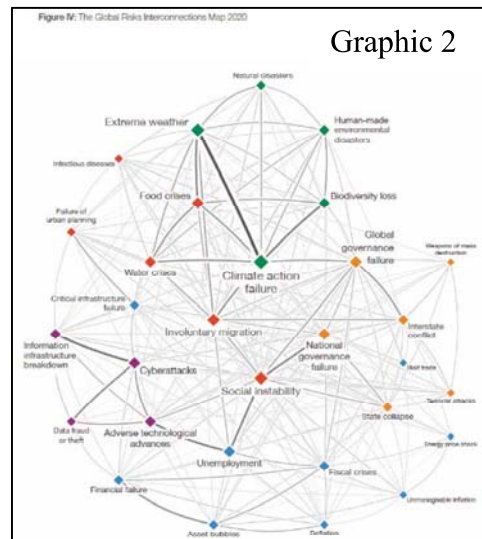 Figure IV: The Global Risks Interconnections Map 2020
Graphic 2
Natural disasters
Extreme weather
Human-made
environmental
disasters
Infectious diseases
Food crises
Biodiversity loss
Failure of
urban planning
Global
governance
failure
Weapons of mass
destruction
Water crises
Climate action
failure
Critical infrastructure
failure
Involuntary migration
Interstate
conflict
Information
infrastructure
breakdown
National
governance
failure
Illicit trade
Cyberattacks
Social instability
Terrorist attacks
Data fraud
or theft
Adverse technological
advances
State collapse
Energy price shock
Unemployment
Fiscal crises
Financial failure
Unmanageable inflation
Asset bubbles
Deflation